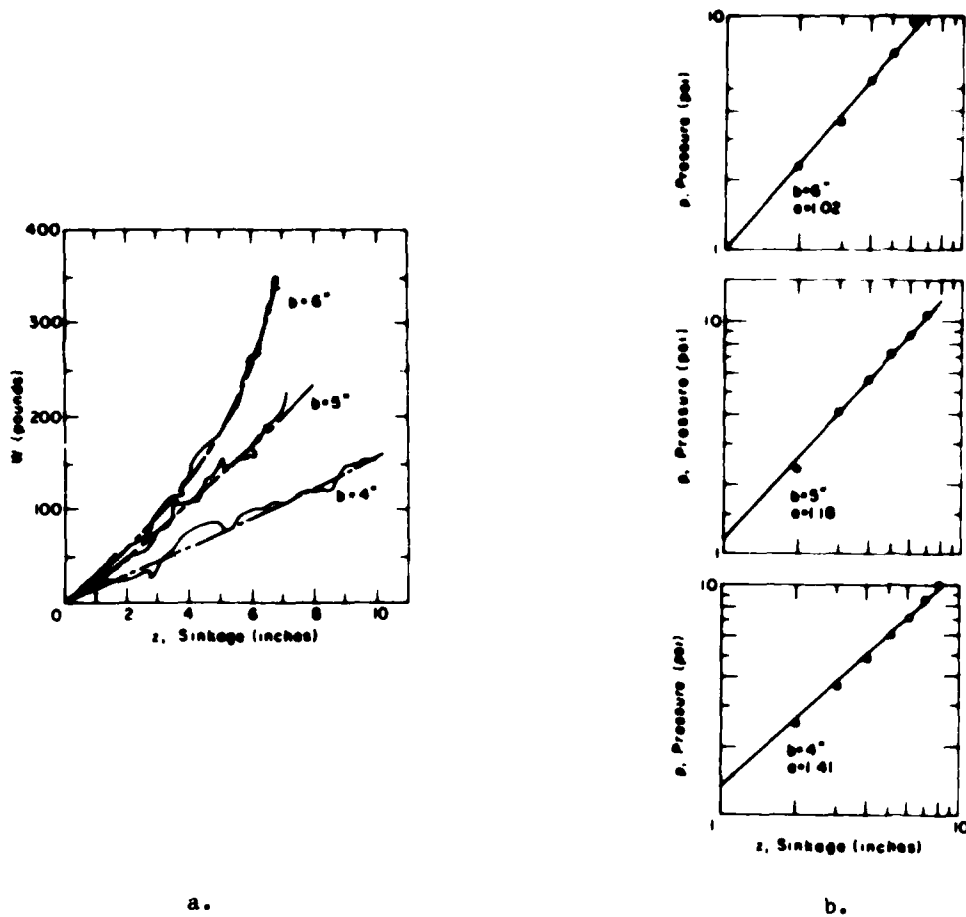 400
300
200
100
0
2
4
6
8
10
W (pounds)
z, Sinkage (inches)
b=6"
b=5"
b=4"
a.
10
1
p, Pressure (psi)
b=6"
a=1.02
10
1
p, Pressure (psi)
b=5"
a=1.18
10
1
10
p, Pressure (psi)
b=4"
a=1.41
z, Sinkage (inches)
b.